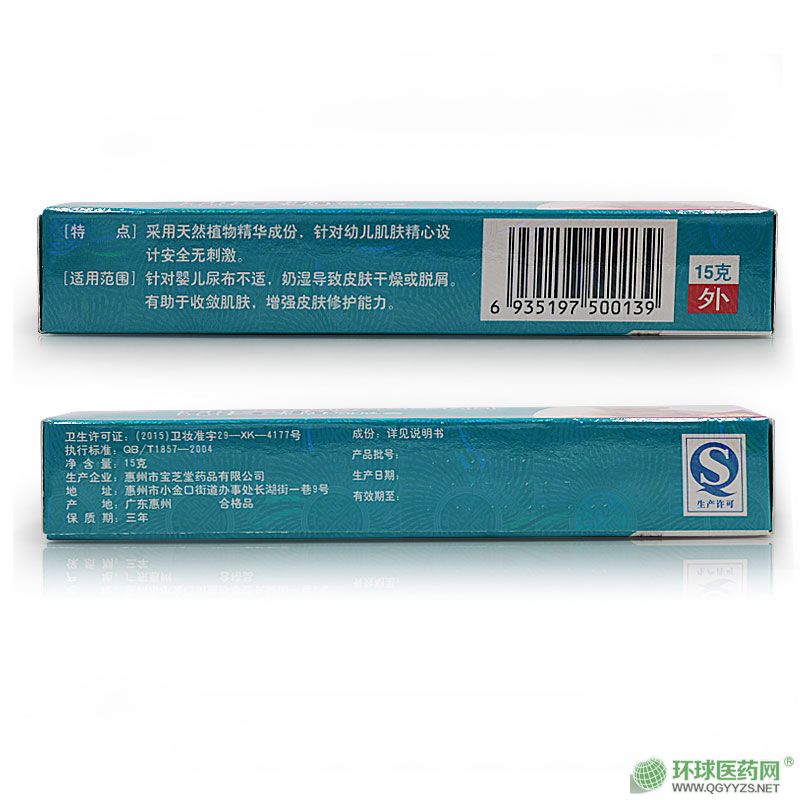 [特 点] 采用天然植物精华成份，针对幼儿肌肤精心设
计安全无刺激。
[适用范围] 针对婴儿尿布不适，奶湿导致皮肤干燥或脱屑。
有助于收敛肌肤，增强皮肤修护能力。
6 935197 500139
15克
外
卫生许可证：(2015)卫妆准字29—XK—4177号
执行标准：QB/T1857—2004
净 含 量：15克
生产企业：惠州市宝芝堂药品有限公司
地 址：惠州市小金口街道办事处长湖街一巷9号
产 地：广东惠州 合格品
保 质 期：三年
成份：详见说明书
产品批号：
生产日期：
有效期至：
生产许可
环球医药网®
WWW.QGYYZS.NET